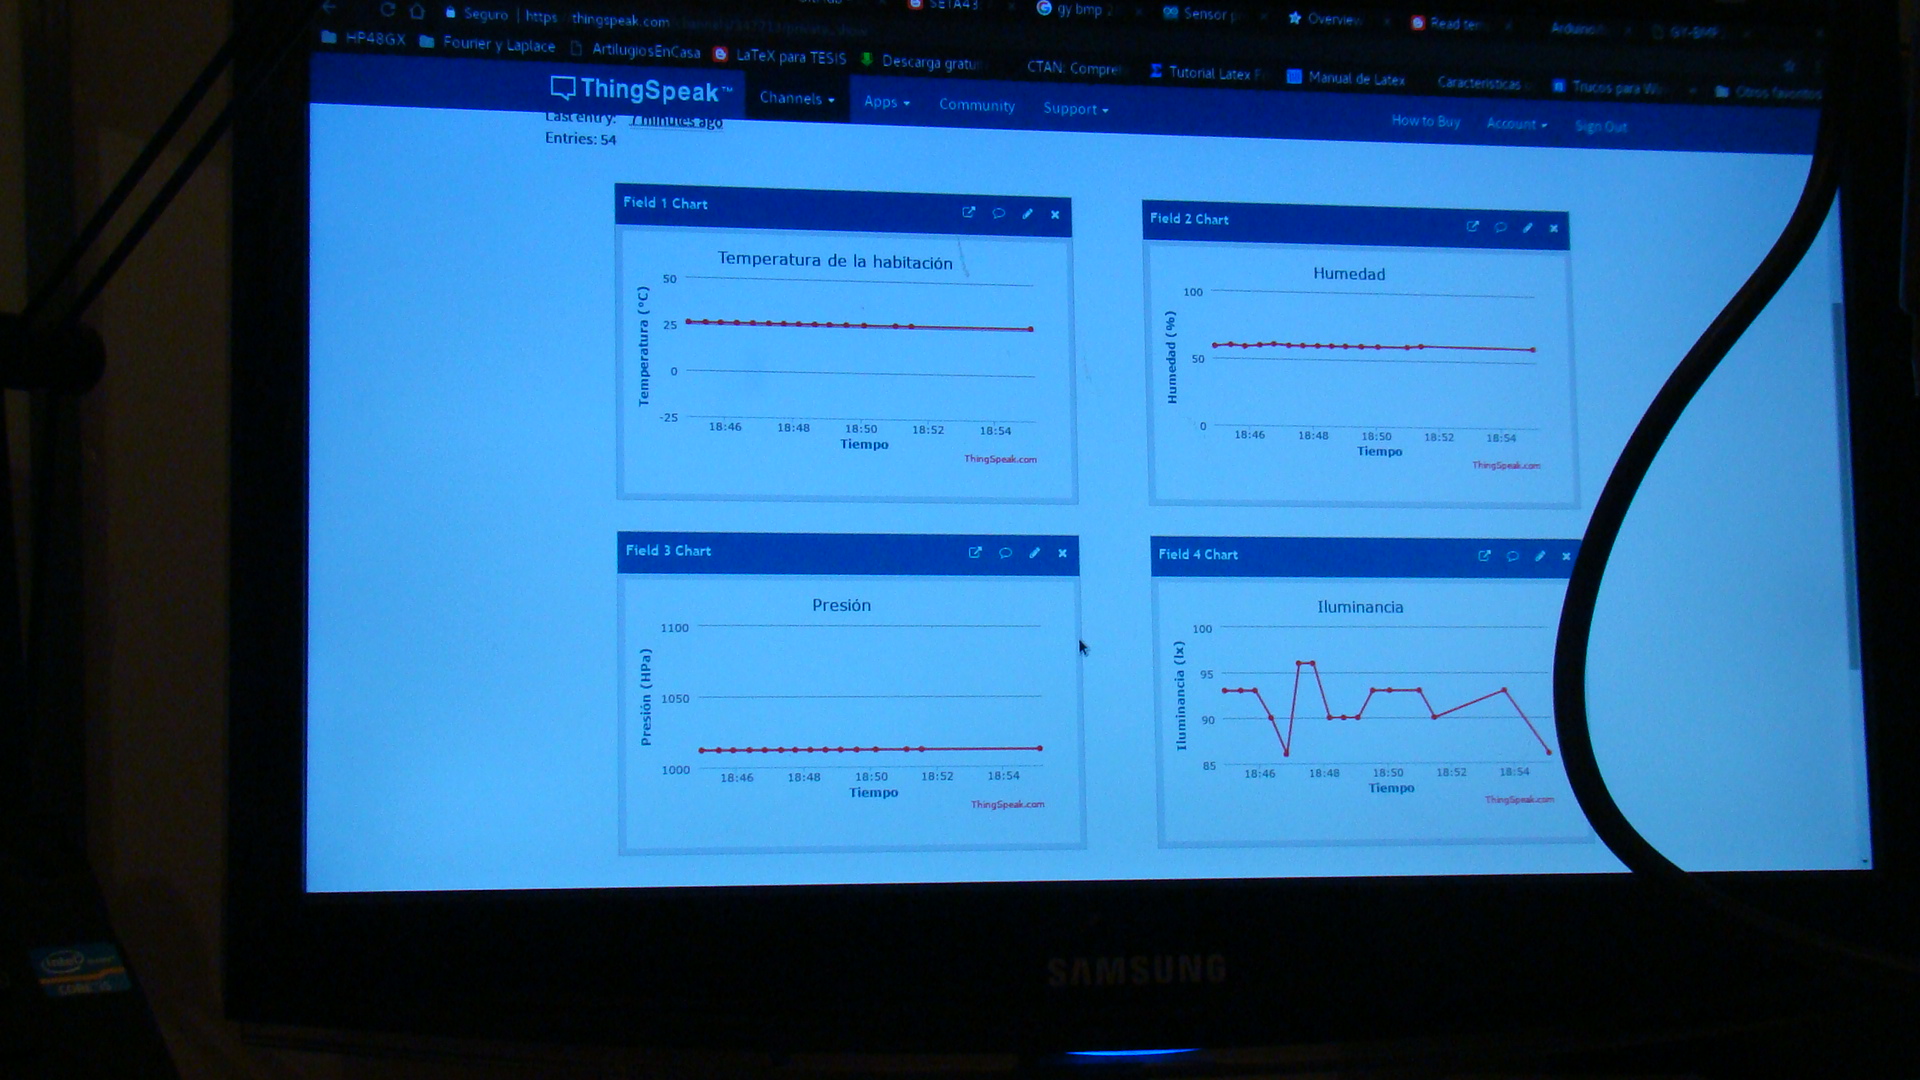 Seguro | https://thingspeak.com
gy bmp
Sensor
Overview
Read te
HP48GX Fourier y Laplace ArtilugiosEnCasa LaTeX para TESIS Descarga gratu CTAN: Compre Tutorial Latex Manual de Latex Caracteristicas Trucos para W Otros favoritos
ThingSpeak™ Channels Apps Community Support How to Buy Account Sign Out
Last entry: 7 minutes ago
Entries: 54
Field 1 Chart
Temperatura de la habitación
Temperatura (°C)
50
25
0
-25
18:46 18:48 18:50 18:52 18:54
Tiempo
ThingSpeak.com
Field 2 Chart
Humedad
Humedad (%)
100
50
0
18:46 18:48 18:50 18:52 18:54
Tiempo
ThingSpeak.com
Field 3 Chart
Presión
Presión (HPa)
1100
1050
1000
18:46 18:48 18:50 18:52 18:54
Tiempo
ThingSpeak.com
Field 4 Chart
Iluminancia
Iluminancia (lx)
100
95
90
85
18:46 18:48 18:50 18:52 18:54
Tiempo
ThingSpeak.com
SAMSUNG
intel
CORE i5